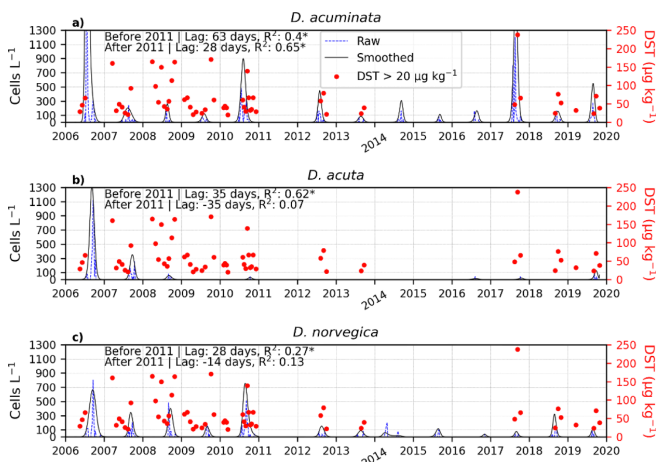 D. acuminata
a)
Before 2011 | Lag: 63 days, R²: 0.4*
After 2011 | Lag: 28 days, R²: 0.65*
Raw
Smoothed
DST > 20 µg kg⁻¹
Cells L⁻¹
1300
1100
900
700
500
300
100
0
250
200
150
100
50
0
DST (µg kg⁻¹)
2006 2007 2008 2009 2010 2011 2012 2013 2014 2015 2016 2017 2018 2019 2020
D. acuta
b)
Before 2011 | Lag: 35 days, R²: 0.62*
After 2011 | Lag: -35 days, R²: 0.07
Cells L⁻¹
1300
1100
900
700
500
300
100
0
250
200
150
100
50
0
DST (µg kg⁻¹)
2006 2007 2008 2009 2010 2011 2012 2013 2014 2015 2016 2017 2018 2019 2020
D. norvegica
c)
Before 2011 | Lag: 28 days, R²: 0.27*
After 2011 | Lag: -14 days, R²: 0.13
Cells L⁻¹
1300
1100
900
700
500
300
100
0
250
200
150
100
50
0
DST (µg kg⁻¹)
2006 2007 2008 2009 2010 2011 2012 2013 2014 2015 2016 2017 2018 2019 2020